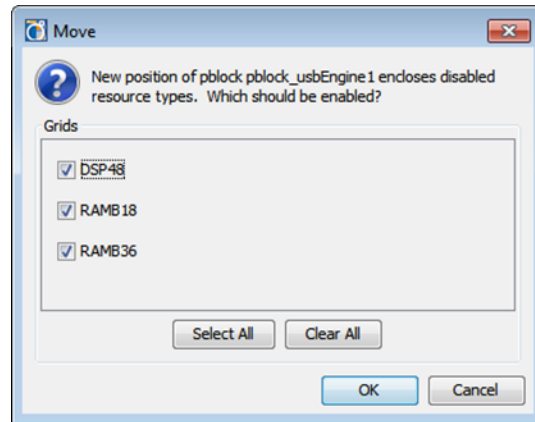 Move
New position of pblock pblock_usbEngine1 encloses disabled
resource types. Which should be enabled?
Grids
DSP48
RAMB18
RAMB36
Select All Clear All
OK Cancel